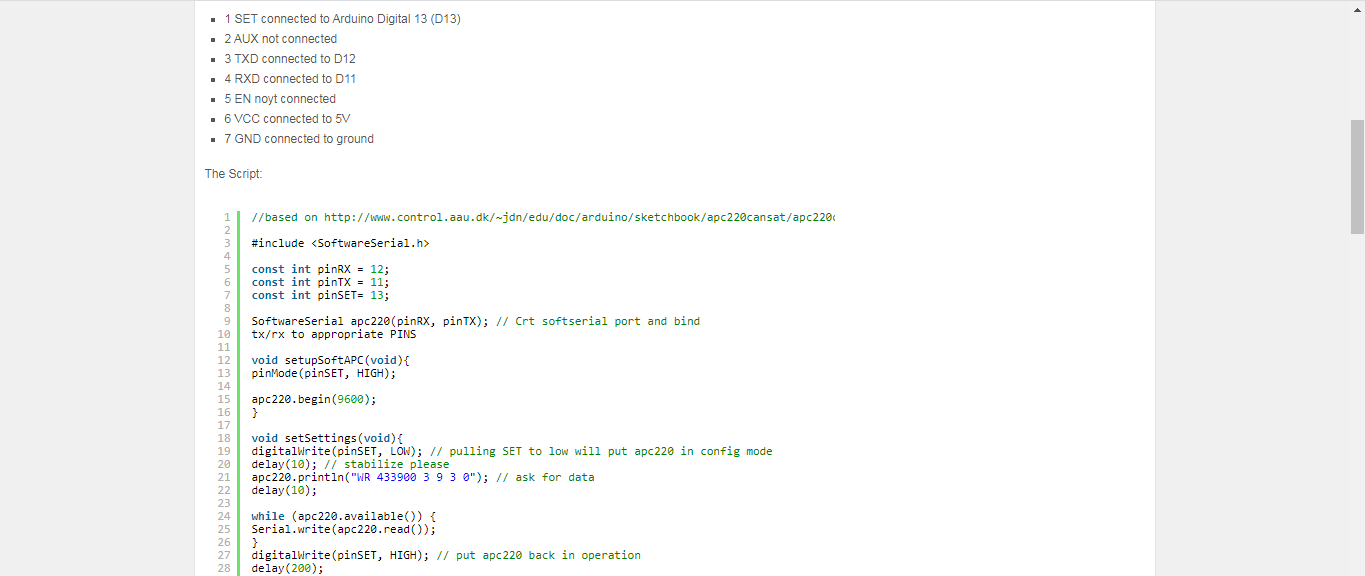 1 SET connected to Arduino Digital 13 (D13)
2 AUX not connected
3 TXD connected to D12
4 RXD connected to D11
5 EN noyt connected
6 VCC connected to 5V
7 GND connected to ground
The Script:
1 //based on http://www.control.aau.dk/~jdn/edu/doc/arduino/sketchbook/apc220cansat/apc220c
2
3 #include <SoftwareSerial.h>
4
5 const int pinRX = 12;
6 const int pinTX = 11;
7 const int pinSET= 13;
8
9 SoftwareSerial apc220(pinRX, pinTX); // Crt softserial port and bind
10 tx/rx to appropriate PINS
11
12 void setupSoftAPC(void){
13 pinMode(pinSET, HIGH);
14
15 apc220.begin(9600);
16 }
17
18 void setSettings(void){
19 digitalWrite(pinSET, LOW); // pulling SET to low will put apc220 in config mode
20 delay(10); // stabilize please
21 apc220.println("WR 433900 3 9 3 0"); // ask for data
22 delay(10);
23
24 while (apc220.available()) {
25 Serial.write(apc220.read());
26 }
27 digitalWrite(pinSET, HIGH); // put apc220 back in operation
28 delay(200);